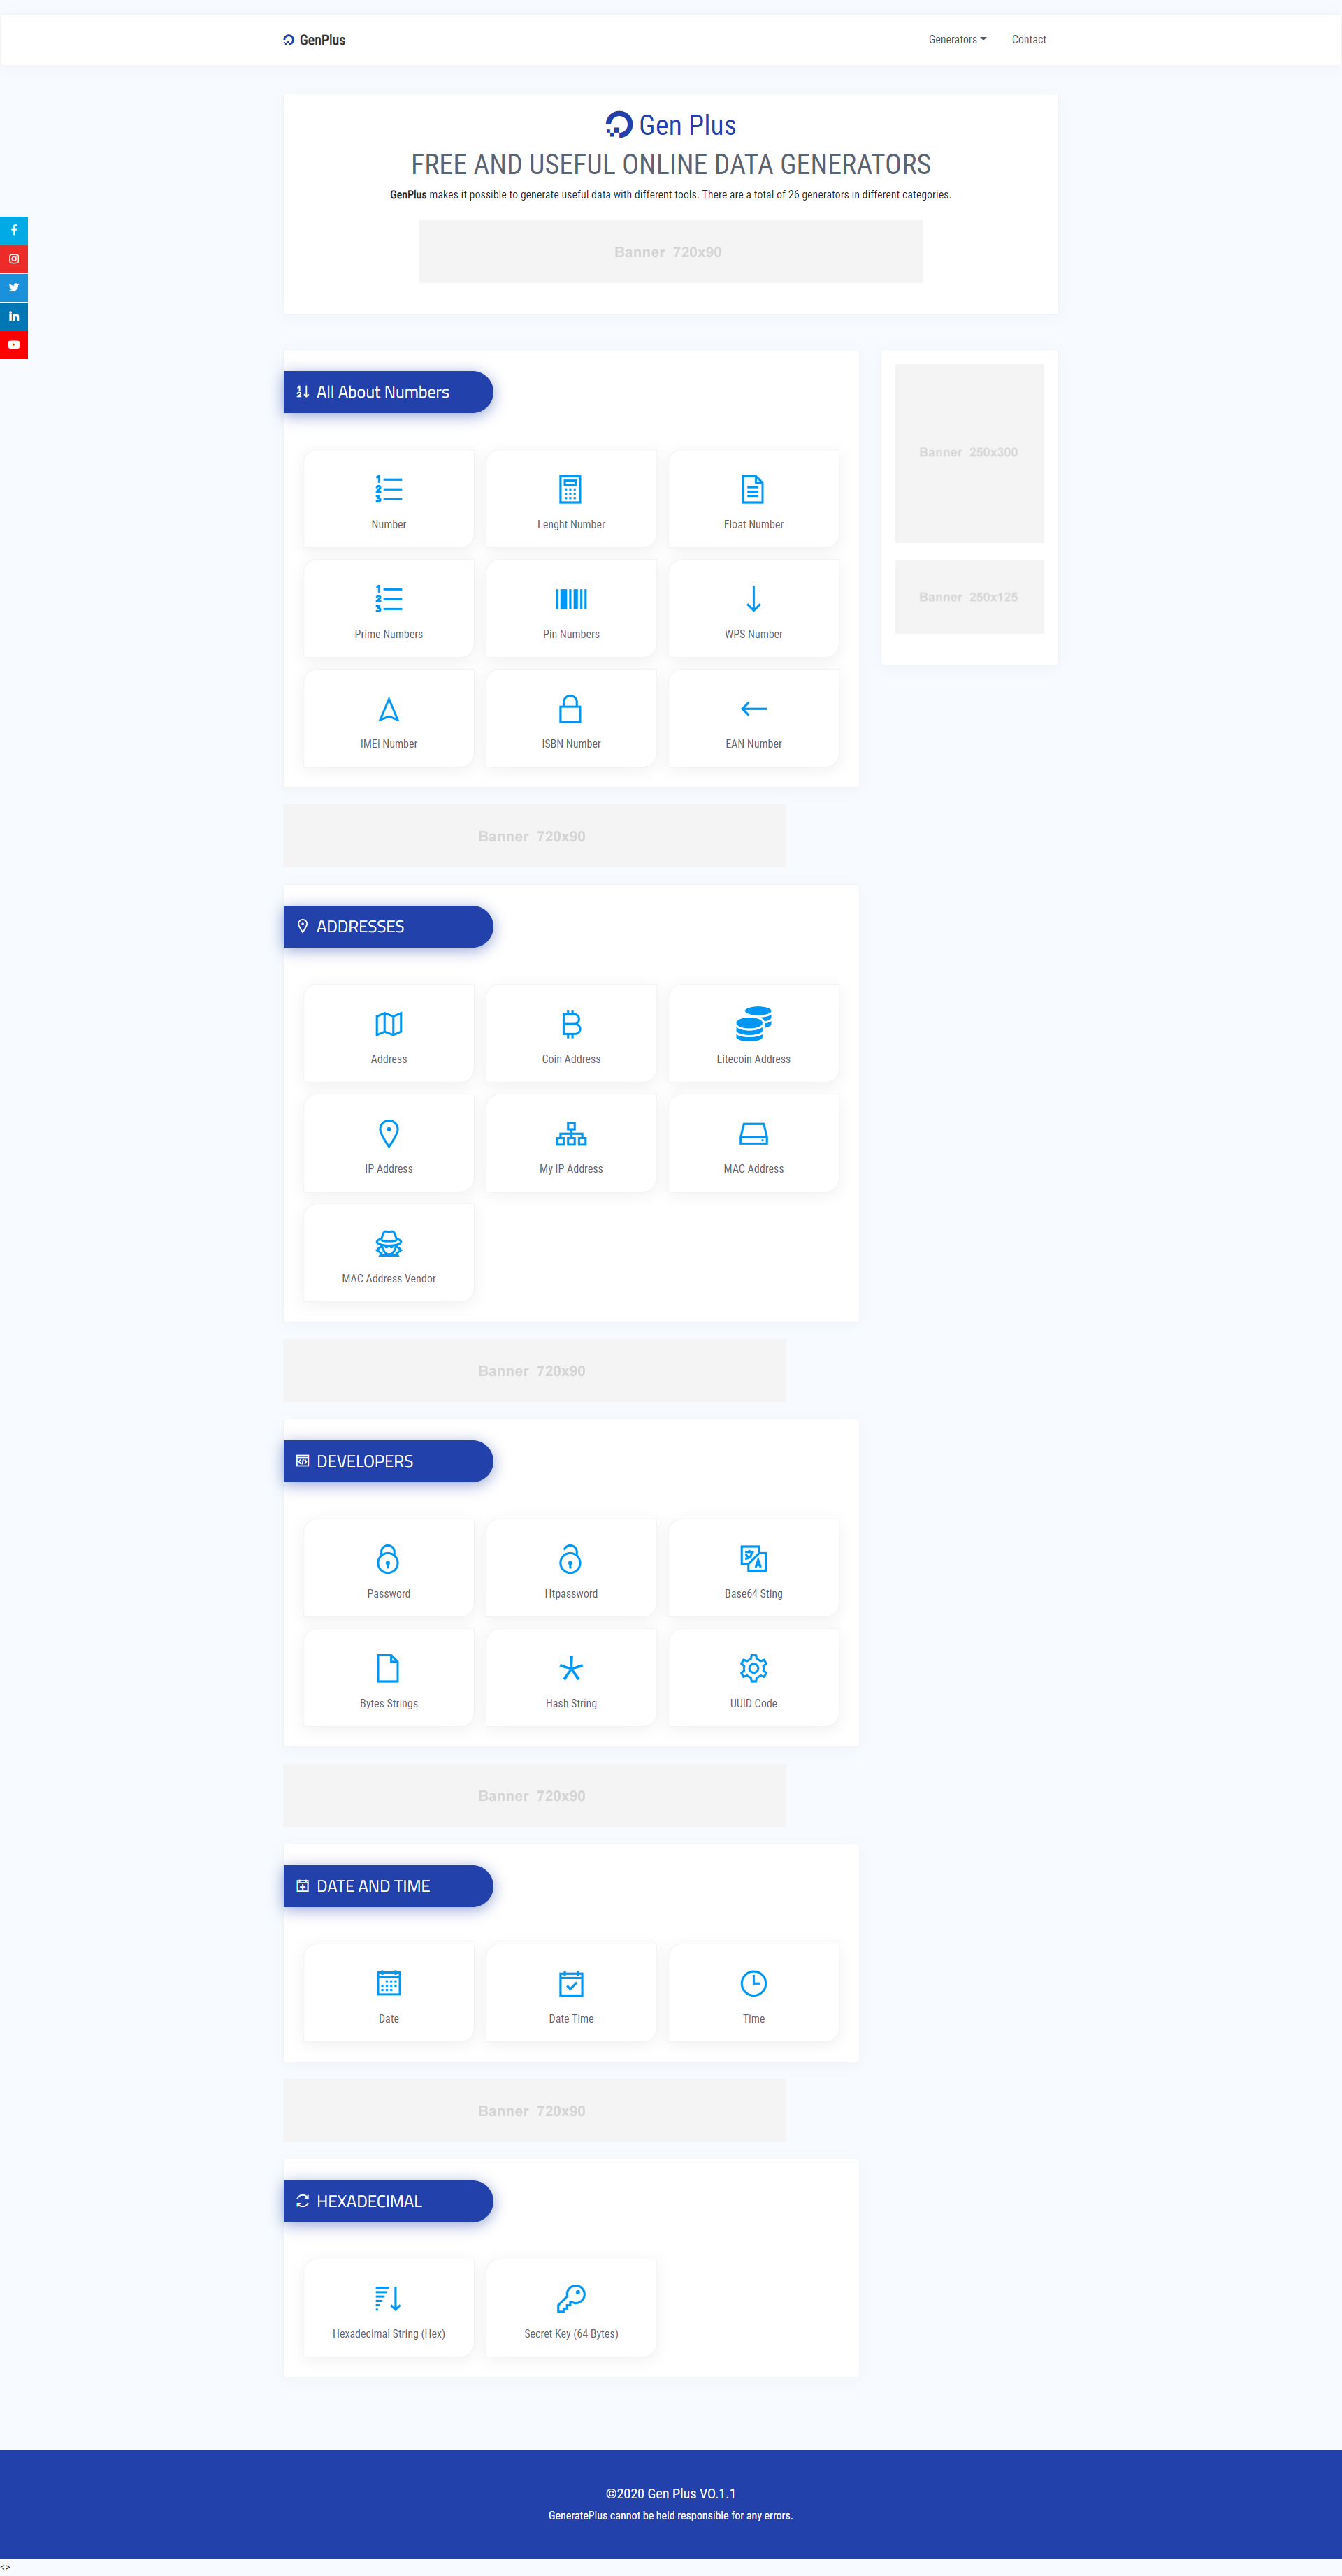 GenPlus
Generators
Contact
Gen Plus
FREE AND USEFUL ONLINE DATA GENERATORS
GenPlus makes it possible to generate useful data with different tools. There are a total of 26 generators in different categories.
Banner 720x90
All About Numbers
Number
Lenght Number
Float Number
Prime Numbers
Pin Numbers
WPS Number
IMEI Number
ISBN Number
EAN Number
Banner 250x300
Banner 250x125
Banner 720x90
ADDRESSES
Address
Coin Address
Litecoin Address
IP Address
My IP Address
MAC Address
MAC Address Vendor
Banner 720x90
DEVELOPERS
Password
Htpassword
Base64 Sting
Bytes Strings
Hash String
UUID Code
Banner 720x90
DATE AND TIME
Date
Date Time
Time
Banner 720x90
HEXADECIMAL
Hexadecimal String (Hex)
Secret Key (64 Bytes)
©2020 Gen Plus VO.1.1
GeneratePlus cannot be held responsible for any errors.
<>